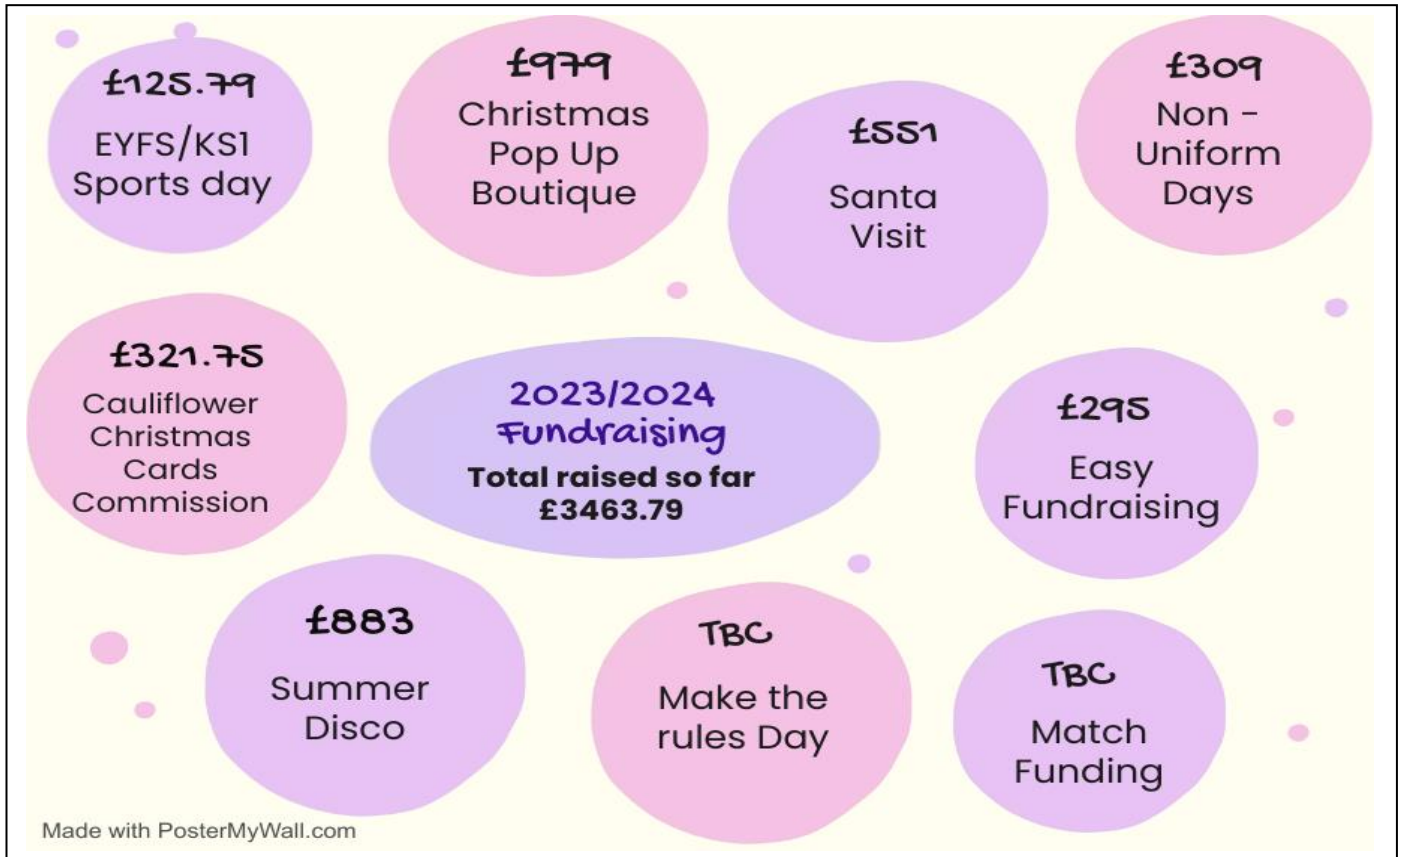 £125.79
EYFS/KS1
Sports day
£979
Christmas
Pop Up
Boutique
£551
Santa
Visit
£309
Non -
Uniform
Days
£321.75
Cauliflower
Christmas
Cards
Commission
2023/2024
Fundraising
Total raised so far
£3463.79
£295
Easy
Fundraising
£883
Summer
Disco
TBC
Make the
rules Day
TBC
Match
Funding
Made with PosterMyWall.com